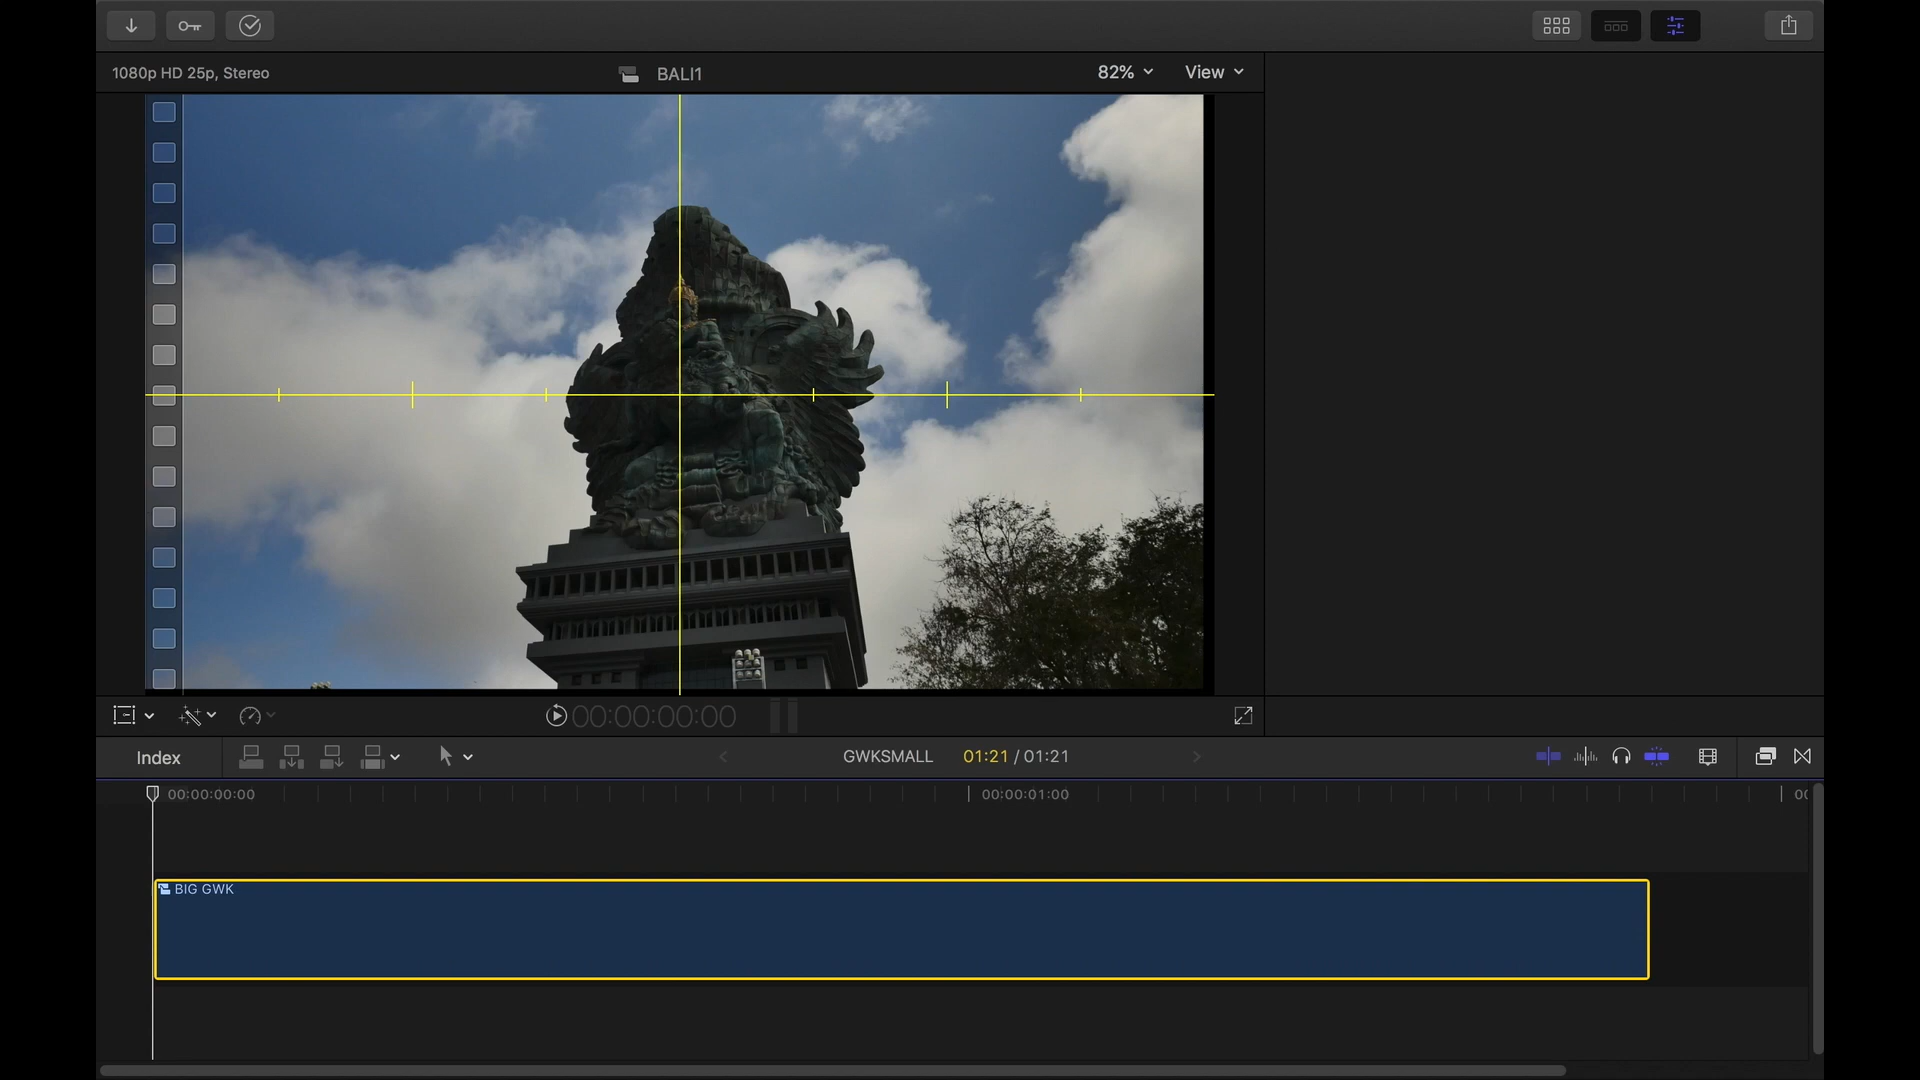 1080p HD 25p, Stereo
BALI1
82%
View
00:00:00:00
Index
GWKSMALL
01:21 / 01:21
00:00:00:00
00:00:01:00
BIG GWK